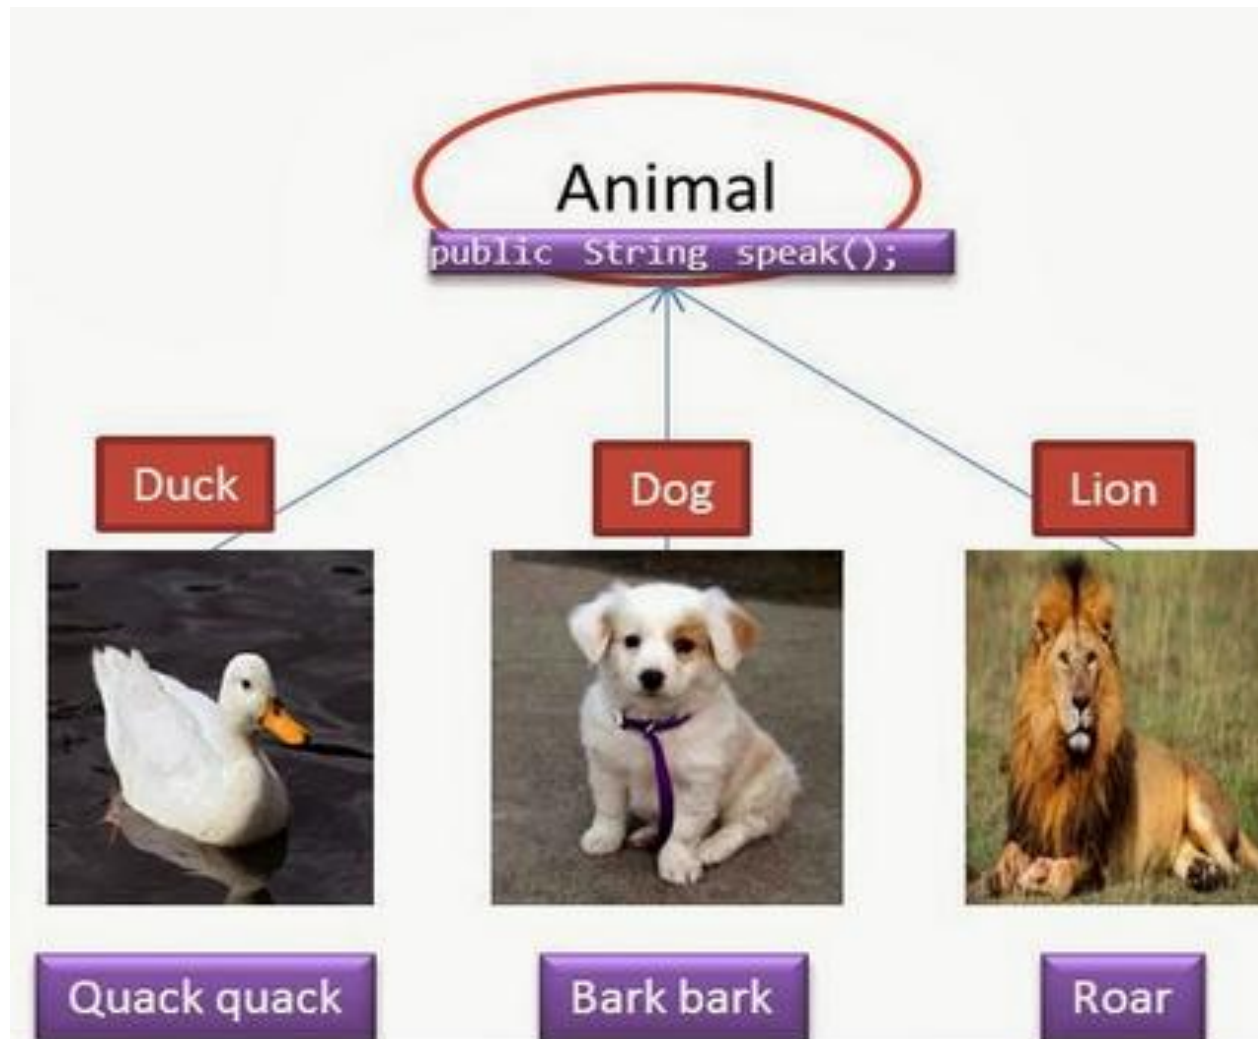 Animal
public String speak();
Duck
Dog
Lion
Quack quack
Bark bark
Roar